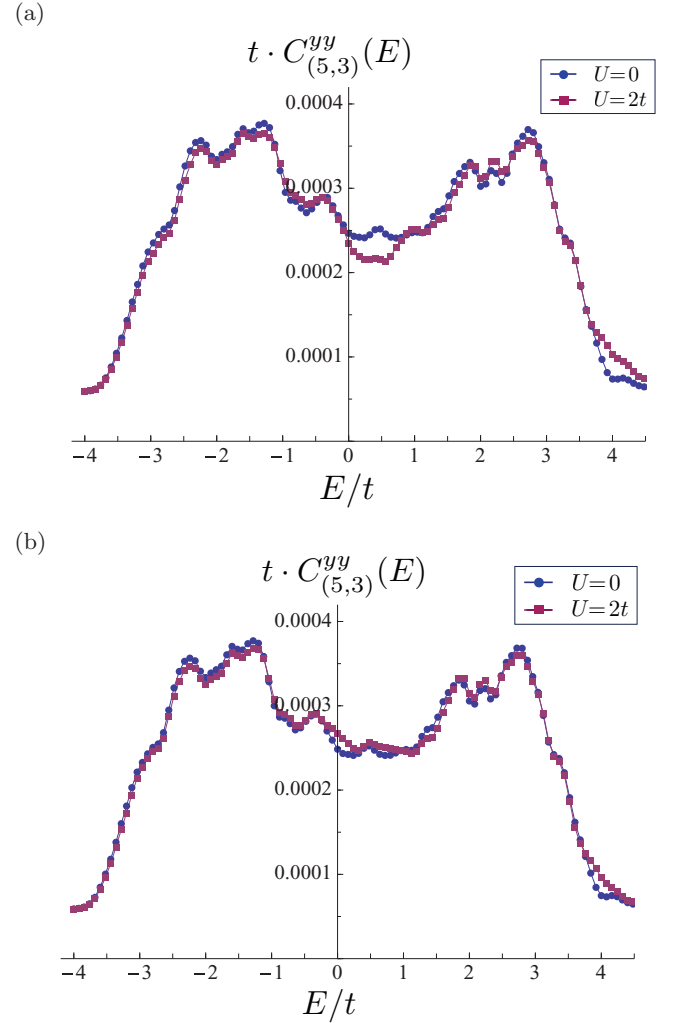 (a)
t · C^{yy}_{(5,3)}(E)
U=0
U=2t
0.0004
0.0003
0.0002
0.0001
−4 −3 −2 −1 0 1 2 3 4
E/t
(b)
t · C^{yy}_{(5,3)}(E)
U=0
U=2t
0.0004
0.0003
0.0002
0.0001
−4 −3 −2 −1 0 1 2 3 4
E/t